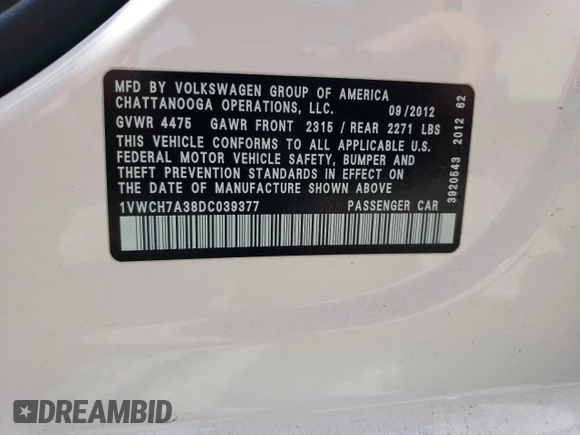 MFD BY VOLKSWAGEN GROUP OF AMERICA
CHATTANOOGA OPERATIONS, LLC. 09/2012
GVWR 4475 GAWR FRONT 2315 / REAR 2271 LBS
THIS VEHICLE CONFORMS TO ALL APPLICABLE U.S.
FEDERAL MOTOR VEHICLE SAFETY, BUMPER AND
THEFT PREVENTION STANDARDS IN EFFECT ON
THE DATE OF MANUFACTURE SHOWN ABOVE
1VWCH7A38DC039377 PASSENGER CAR
3920543 2012 62
DREAMBID